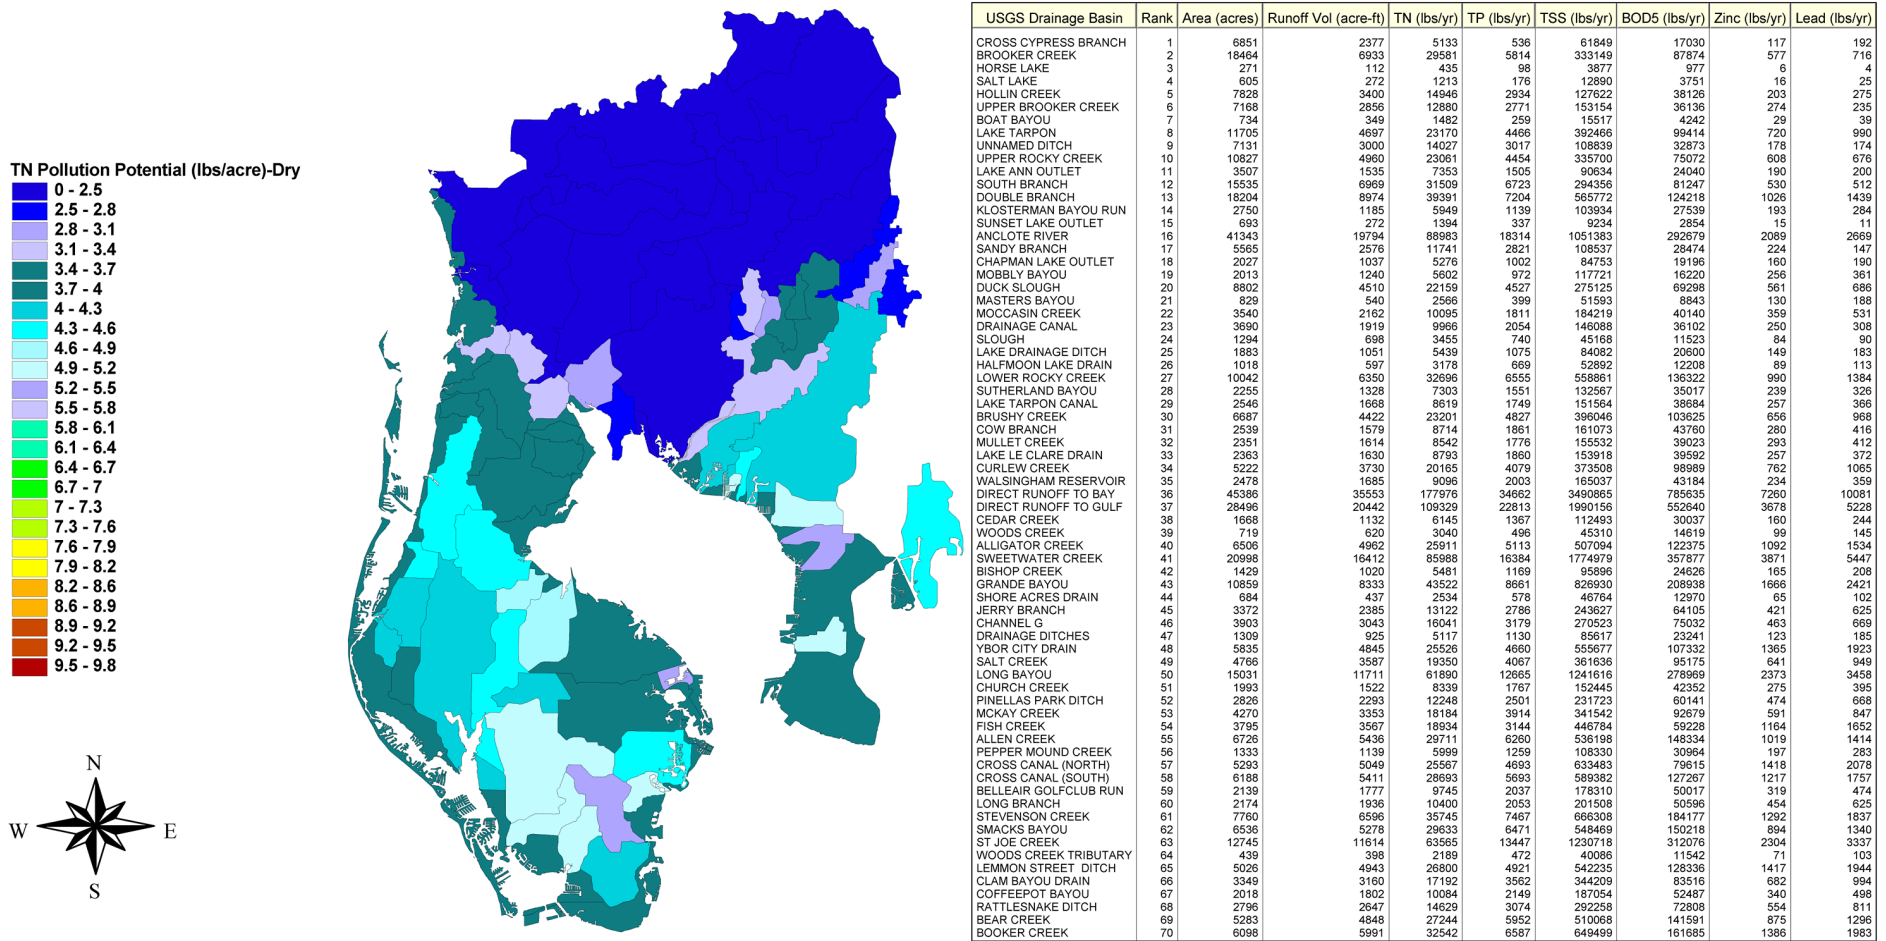 TN Pollution Potential (lbs/acre)-Dry
0 - 2.5
2.5 - 2.8
2.8 - 3.1
3.1 - 3.4
3.4 - 3.7
3.7 - 4
4 - 4.3
4.3 - 4.6
4.6 - 4.9
4.9 - 5.2
5.2 - 5.5
5.5 - 5.8
5.8 - 6.1
6.1 - 6.4
6.4 - 6.7
6.7 - 7
7 - 7.3
7.3 - 7.6
7.6 - 7.9
7.9 - 8.2
8.2 - 8.6
8.6 - 8.9
8.9 - 9.2
9.2 - 9.5
9.5 - 9.8
N
W E
S
USGS Drainage Basin Rank Area (acres) Runoff Vol (acre-ft) TN (lbs/yr) TP (lbs/yr) TSS (lbs/yr) BOD5 (lbs/yr) Zinc (lbs/yr) Lead (lbs/yr)
CROSS CYPRESS BRANCH 1 6851 2377 5133 536 61849 17030 117 192
BROOKER CREEK 2 18464 6933 29581 5814 333149 87874 577 716
HORSE LAKE 3 271 112 435 98 3877 977 6 4
SALT LAKE 4 605 272 1213 176 12890 3751 16 25
HOLLIN CREEK 5 7828 3400 14946 2934 127622 38126 203 275
UPPER BROOKER CREEK 6 7168 2856 12880 2771 153154 36136 274 235
BOAT BAYOU 7 734 349 1482 259 15517 4242 29 39
LAKE TARPON 8 11705 4697 23170 4466 392466 99414 720 990
UNNAMED DITCH 9 7131 3000 14027 3017 108839 32873 178 174
UPPER ROCKY CREEK 10 10827 4960 23061 4454 335700 75072 608 676
LAKE ANN OUTLET 11 3507 1535 7353 1505 90634 24040 190 200
SOUTH BRANCH 12 15535 6969 31509 6723 294356 81247 530 512
DOUBLE BRANCH 13 18204 8974 39391 7204 565772 124218 1026 1439
KLOSTERMAN BAYOU RUN 14 2750 1185 5949 1139 103934 27539 193 284
SUNSET LAKE OUTLET 15 693 272 1394 337 9234 2854 15 11
ANCLOTE RIVER 16 41343 19794 88983 18314 1051383 292679 2089 2669
SANDY BRANCH 17 5565 2576 11741 2821 108537 28474 224 147
CHAPMAN LAKE OUTLET 18 2027 1037 5276 1002 84753 19196 160 190
MOBBLY BAYOU 19 2013 1240 5602 972 117721 16220 256 361
DUCK SLOUGH 20 8802 4510 22159 4527 275125 69298 561 686
MASTERS BAYOU 21 829 540 2566 399 51593 8843 130 188
MOCCASIN CREEK 22 3540 2162 10095 1811 184219 40140 359 531
DRAINAGE CANAL 23 3690 1919 9966 2054 146088 36102 250 308
SLOUGH 24 1294 698 3455 740 45168 11523 84 90
LAKE DRAINAGE DITCH 25 1883 1051 5439 1075 84082 20600 149 183
HALFMOON LAKE DRAIN 26 1018 597 3178 669 52892 12208 89 113
LOWER ROCKY CREEK 27 10042 6350 32696 6555 558861 136322 990 1384
SUTHERLAND BAYOU 28 2255 1328 7303 1551 132567 35017 239 326
LAKE TARPON CANAL 29 2546 1668 8619 1749 151564 38684 257 366
BRUSHY CREEK 30 6687 4422 23201 4827 396046 103625 656 968
COW BRANCH 31 2539 1579 8714 1861 161073 43760 280 416
MULLET CREEK 32 2351 1614 8542 1776 155532 39023 293 412
LAKE LE CLARE DRAIN 33 2363 1630 8793 1860 153918 39592 257 372
CURLEW CREEK 34 5222 3730 20165 4079 373508 98989 762 1065
WALSINGHAM RESERVOIR 35 2478 1685 9096 2003 165037 43184 234 359
DIRECT RUNOFF TO BAY 36 45386 35553 177976 34662 3490865 785635 7260 10081
DIRECT RUNOFF TO GULF 37 28496 20442 109329 22813 1990156 552640 3678 5228
CEDAR CREEK 38 1668 1132 6145 1367 112493 30037 160 244
WOODS CREEK 39 719 620 3040 496 45310 14619 99 145
ALLIGATOR CREEK 40 6506 4962 25911 5113 507094 122375 1092 1534
SWEETWATER CREEK 41 20998 16412 85988 16384 1774979 357877 3871 5447
BISHOP CREEK 42 1429 1020 5481 1169 95896 24626 165 208
GRANDE BAYOU 43 10859 8333 43522 8661 826930 208938 1666 2421
SHORE ACRES DRAIN 44 684 437 2534 578 46764 12970 65 102
JERRY BRANCH 45 3372 2385 13122 2786 243627 64105 421 625
CHANNEL G 46 3903 3043 16041 3179 270523 75032 463 669
DRAINAGE DITCHES 47 1309 925 5117 1130 85617 23241 123 185
YBOR CITY DRAIN 48 5835 4845 25526 4660 555677 107332 1365 1923
SALT CREEK 49 4766 3587 19350 4067 361636 95175 641 949
LONG BAYOU 50 15031 11711 61890 12665 1241616 278969 2373 3458
CHURCH CREEK 51 1993 1522 8339 1767 152445 42352 275 395
PINELLAS PARK DITCH 52 2826 2293 12248 2501 231723 60141 474 668
MCKAY CREEK 53 4270 3353 18184 3914 341542 92679 591 847
FISH CREEK 54 3795 3567 18934 3144 446784 59228 1164 1652
ALLEN CREEK 55 6726 5436 29711 6260 536198 148334 1019 1414
PEPPER MOUND CREEK 56 1333 1139 5999 1259 108330 30964 197 283
CROSS CANAL (NORTH) 57 5293 5049 25567 4693 633483 79615 1418 2078
CROSS CANAL (SOUTH) 58 6188 5411 28693 5693 589382 127267 1217 1757
BELLEAIR GOLFCLUB RUN 59 2139 1777 9745 2037 178310 50017 319 474
LONG BRANCH 60 2174 1936 10400 2053 201508 50596 454 625
STEVENSON CREEK 61 7760 6596 35745 7467 666308 184177 1292 1837
SMACKS BAYOU 62 6536 5278 29633 6471 548469 150218 894 1340
ST JOE CREEK 63 12745 11614 63565 13447 1230718 312076 2304 3337
WOODS CREEK TRIBUTARY 64 439 398 2189 472 40086 11542 71 103
LEMMON STREET DITCH 65 5026 4943 26800 4921 542235 128336 1417 1944
CLAM BAYOU DRAIN 66 3349 3160 17192 3562 344209 83516 682 994
COFFEEPOT BAYOU 67 2018 1802 10084 2149 187054 52487 340 498
RATTLESNAKE DITCH 68 2796 2647 14629 3074 292258 72808 554 811
BEAR CREEK 69 5283 4848 27244 5952 510068 141591 875 1296
BOOKER CREEK 70 6098 5991 32542 6587 649499 161685 1386 1983